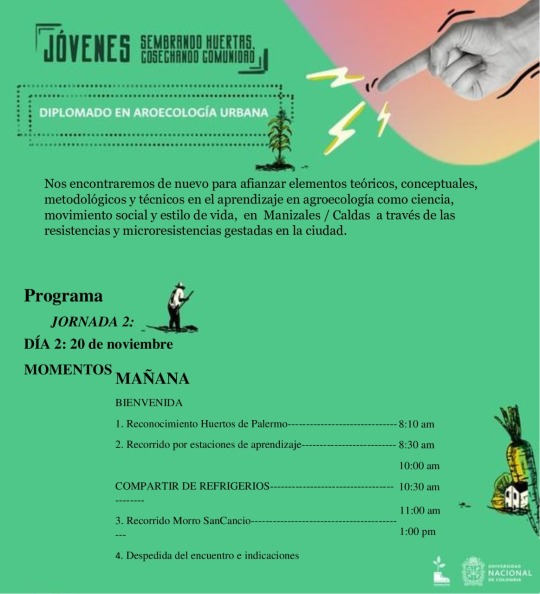 JÓVENES SEMBRANDO HUERTAS,
COSECHANDO COMUNIDAD
DIPLOMADO EN AROECOLOGÍA URBANA
Nos encontraremos de nuevo para afianzar elementos teóricos, conceptuales,
metodológicos y técnicos en el aprendizaje en agroecología como ciencia,
movimiento social y estilo de vida, en Manizales / Caldas a través de las
resistencias y microresistencias gestadas en la ciudad.
Programa
JORNADA 2:
DÍA 2: 20 de noviembre
MOMENTOS MAÑANA
BIENVENIDA
1. Reconocimiento Huertos de Palermo------------------------------ 8:10 am
2. Recorrido por estaciones de aprendizaje-------------------------- 8:30 am
10:00 am
COMPARTIR DE REFRIGERIOS---------------------------------- 10:30 am
--------
11:00 am
3. Recorrido Morro SanCancio----------------------------------------
---
1:00 pm
4. Despedida del encuentro e indicaciones
UNIVERSIDAD
NACIONAL
DE COLOMBIA